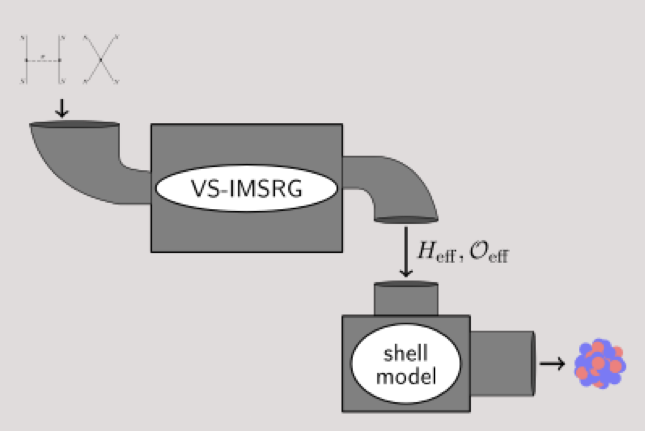 VS-IMSRG
H_eff, 𝒪_eff
shell
model